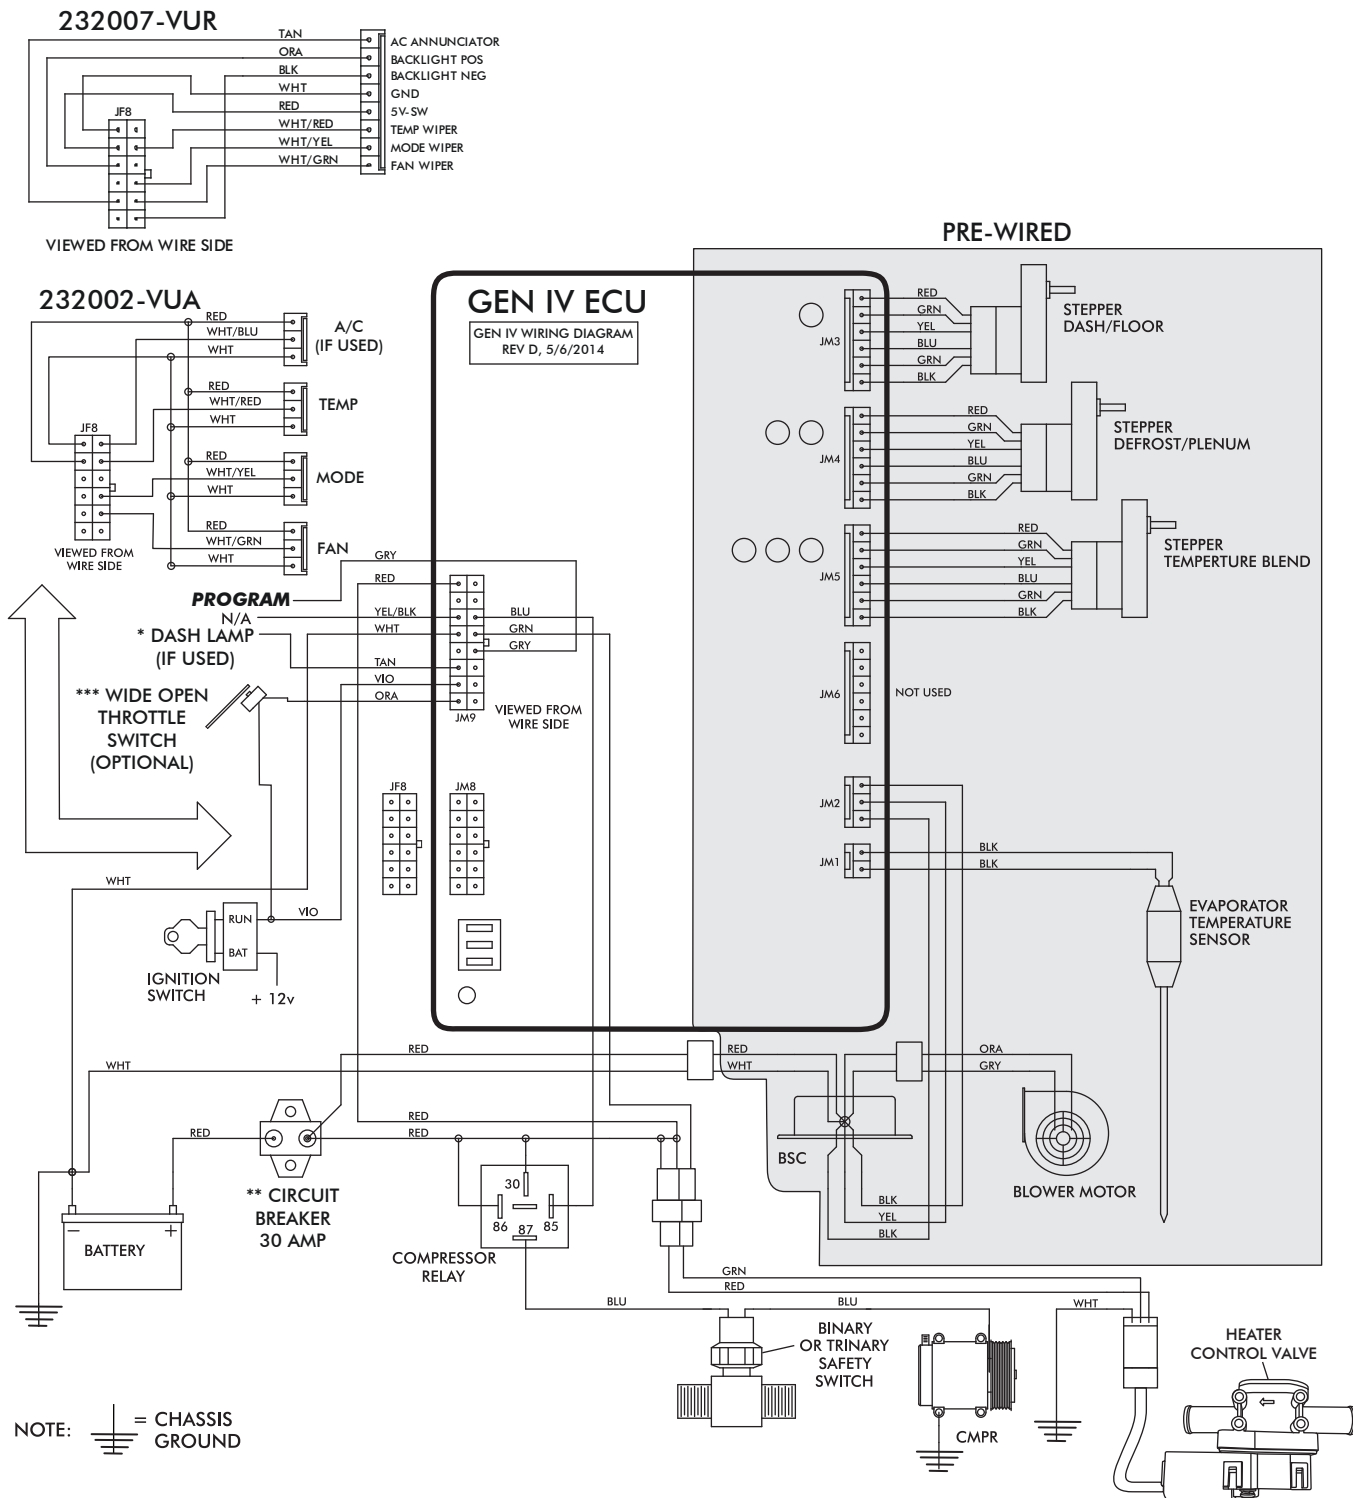 232007-VUR
TAN
AC ANNUNCIATOR
ORA
BACKLIGHT POS
BLK
BACKLIGHT NEG
WHT
GND
RED
5V-SW
JF8
WHT/RED
TEMP WIPER
WHT/YEL
MODE WIPER
WHT/GRN
FAN WIPER
VIEWED FROM WIRE SIDE
232002-VUA
RED
WHT/BLU
WHT
A/C
(IF USED)
RED
WHT/RED
WHT
TEMP
JF8
RED
WHT/YEL
WHT
MODE
RED
WHT/GRN
WHT
FAN
VIEWED FROM
WIRE SIDE
PRE-WIRED
GEN IV ECU
GEN IV WIRING DIAGRAM
REV D, 5/6/2014
JM3
RED
GRN
YEL
BLU
GRN
BLK
STEPPER
DASH/FLOOR
JM4
RED
GRN
YEL
BLU
GRN
BLK
STEPPER
DEFROST/PLENUM
JM5
RED
GRN
YEL
BLU
GRN
BLK
STEPPER
TEMPERTURE BLEND
GRY
RED
PROGRAM
N/A
YEL/BLK
BLU
* DASH LAMP
(IF USED)
WHT
GRN
GRY
TAN
VIO
ORA
JM9
VIEWED FROM
WIRE SIDE
JM6
NOT USED
*** WIDE OPEN
THROTTLE
SWITCH
(OPTIONAL)
JF8
JM8
JM2
JM1
BLK
BLK
EVAPORATOR
TEMPERATURE
SENSOR
WHT
RUN
VIO
BAT
IGNITION
SWITCH
+ 12v
RED
RED
ORA
WHT
WHT
GRY
RED
RED
RED
BSC
BLOWER MOTOR
** CIRCUIT
BREAKER
30 AMP
30
86
87
85
COMPRESSOR
RELAY
BLK
YEL
BLK
−
+
BATTERY
GRN
RED
BLU
BLU
WHT
BINARY
OR TRINARY
SAFETY
SWITCH
CMPR
HEATER
CONTROL VALVE
NOTE:
= CHASSIS
GROUND